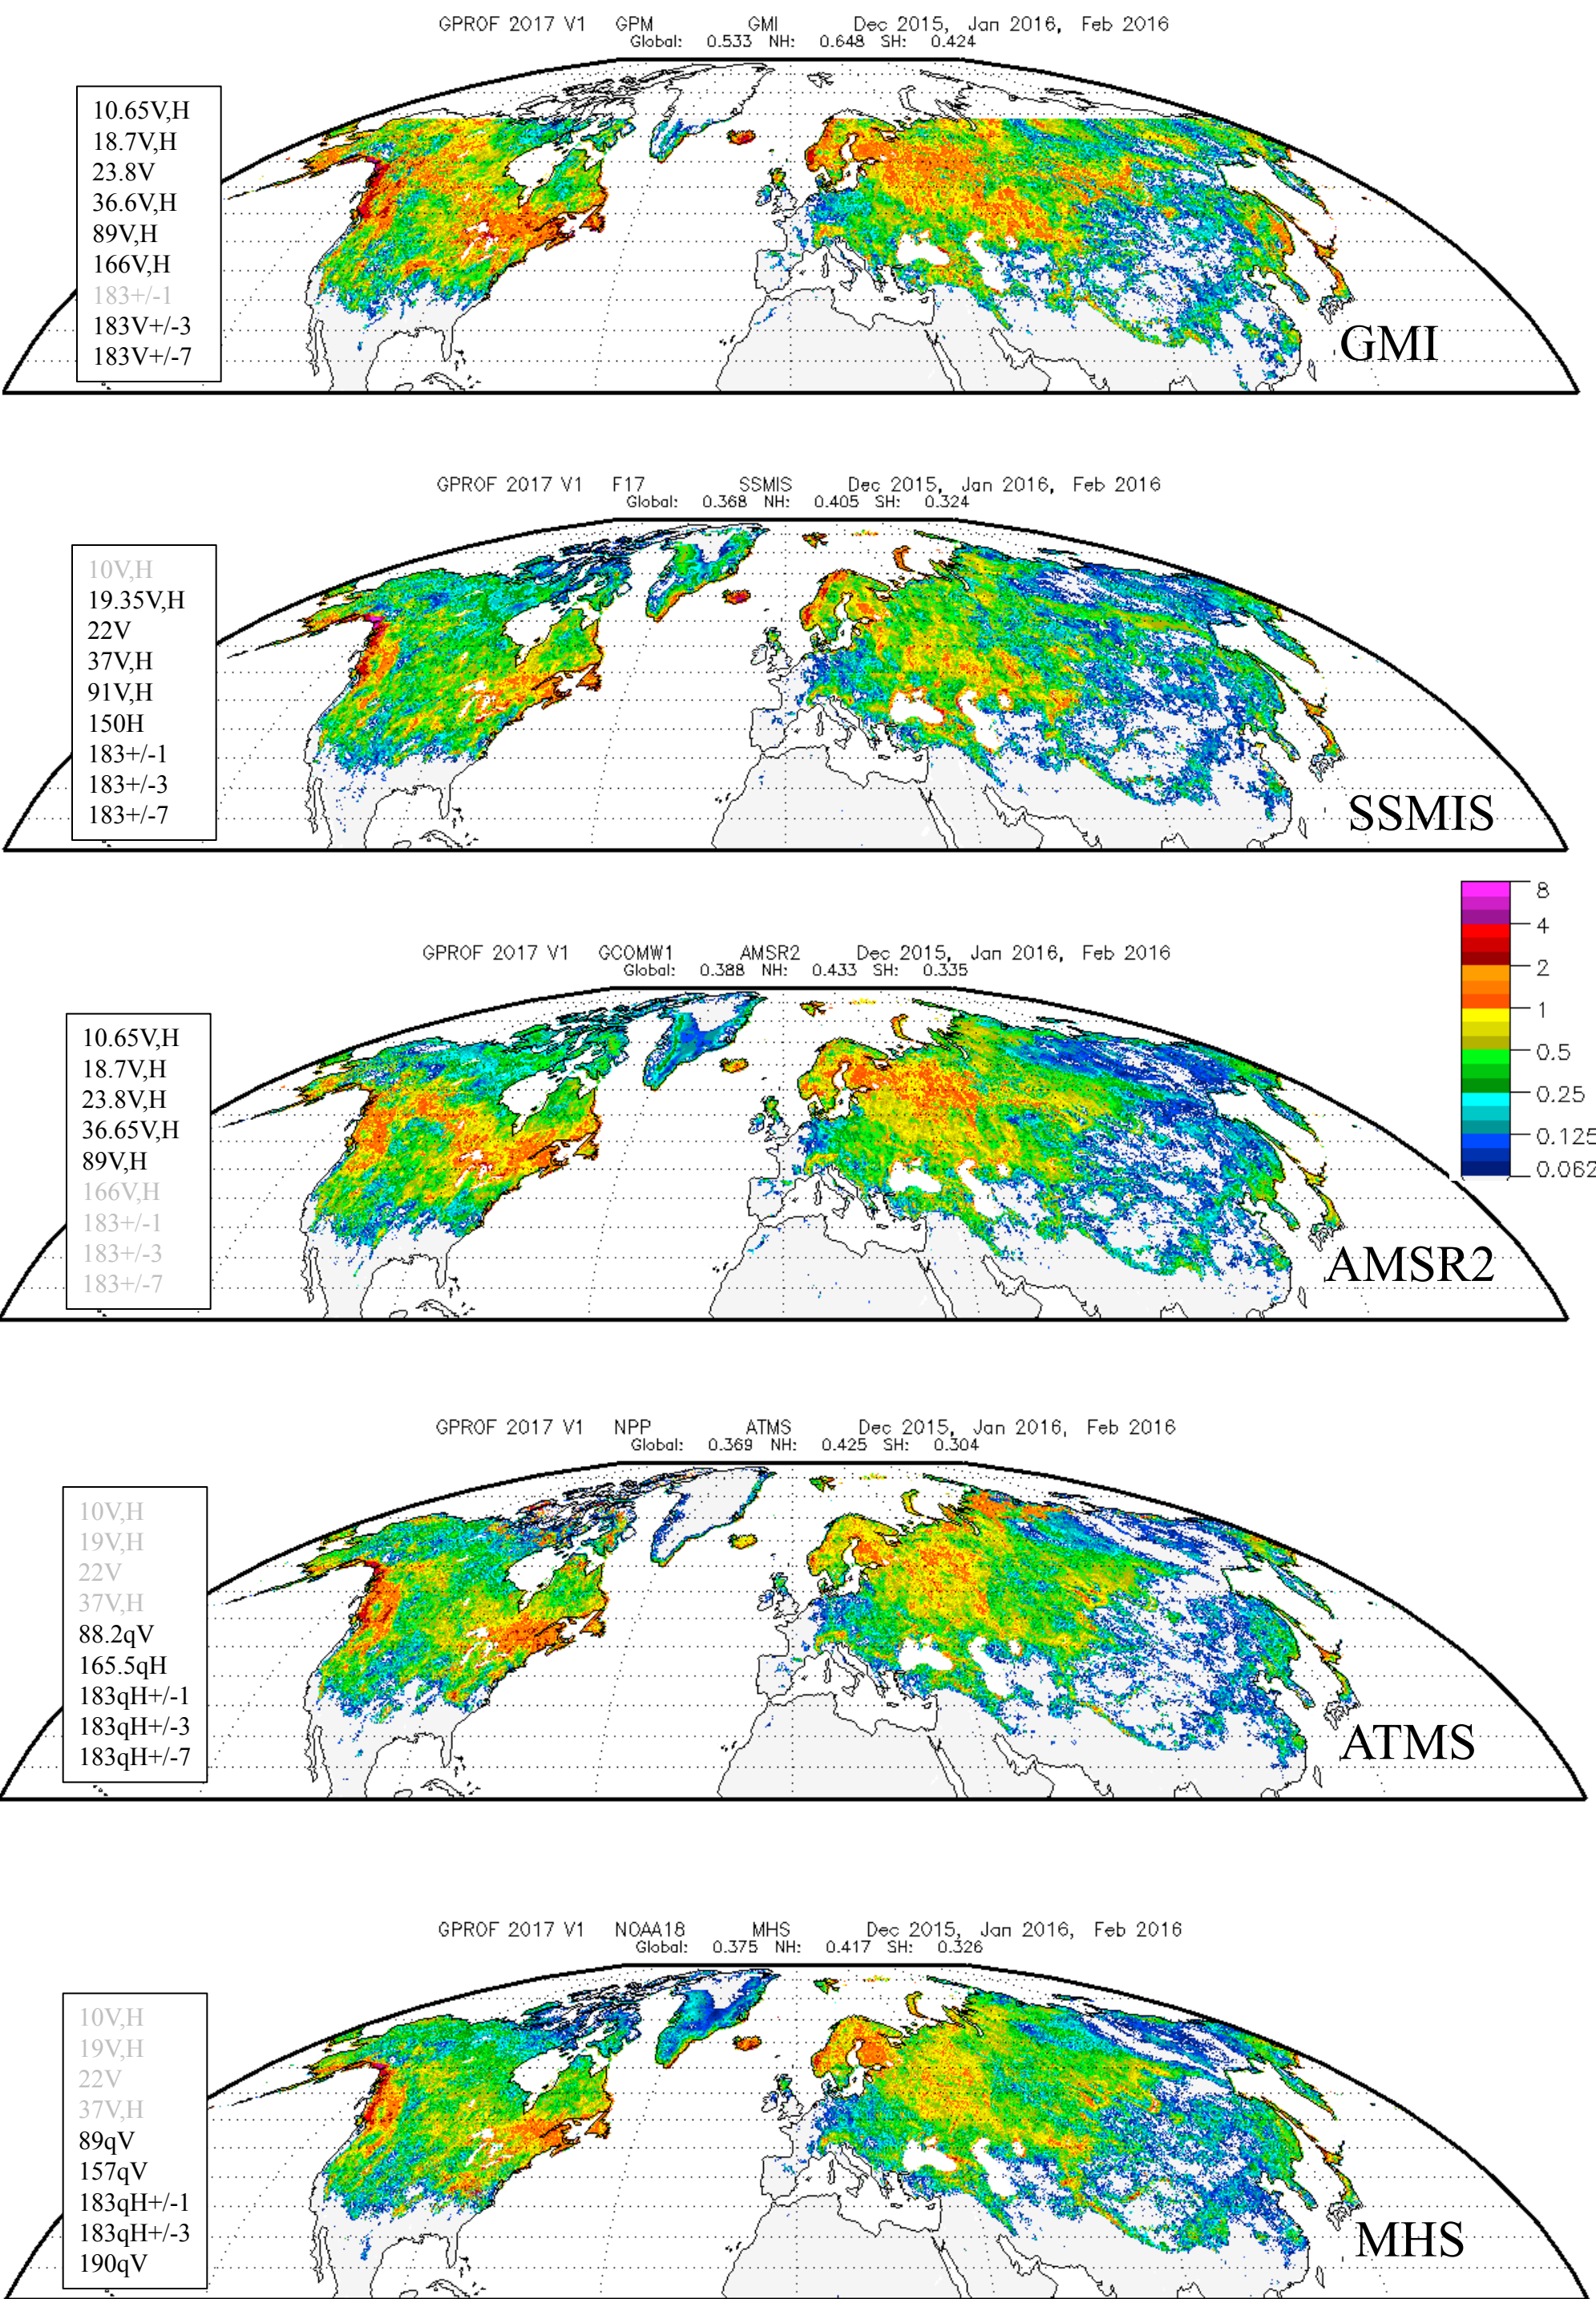 GPROF 2017 V1 GPM GMI Dec 2015, Jan 2016, Feb 2016
Global: 0.533 NH: 0.648 SH: 0.424
10.65V,H
18.7V,H
23.8V
36.6V,H
89V,H
166V,H
183+/-1
183V+/-3
183V+/-7
GMI
GPROF 2017 V1 F17 SSMIS Dec 2015, Jan 2016, Feb 2016
Global: 0.368 NH: 0.405 SH: 0.324
10V,H
19.35V,H
22V
37V,H
91V,H
150H
183+/-1
183+/-3
183+/-7
SSMIS
8
4
2
1
0.5
0.25
0.125
0.062
GPROF 2017 V1 GCOMW1 AMSR2 Dec 2015, Jan 2016, Feb 2016
Global: 0.388 NH: 0.433 SH: 0.335
10.65V,H
18.7V,H
23.8V,H
36.65V,H
89V,H
166V,H
183+/-1
183+/-3
183+/-7
AMSR2
GPROF 2017 V1 NPP ATMS Dec 2015, Jan 2016, Feb 2016
Global: 0.369 NH: 0.425 SH: 0.304
10V,H
19V,H
22V
37V,H
88.2qV
165.5qH
183qH+/-1
183qH+/-3
183qH+/-7
ATMS
GPROF 2017 V1 NOAA18 MHS Dec 2015, Jan 2016, Feb 2016
Global: 0.375 NH: 0.417 SH: 0.326
10V,H
19V,H
22V
37V,H
89qV
157qV
183qH+/-1
183qH+/-3
190qV
MHS